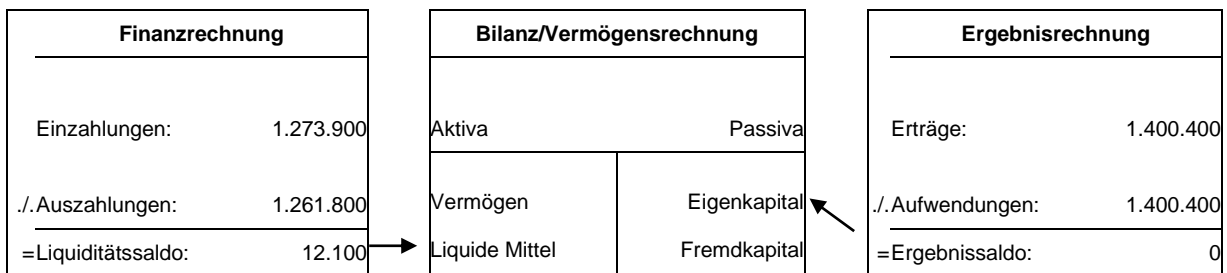 Finanzrechnung
Einzahlungen: 1.273.900
./. Auszahlungen: 1.261.800
=Liquiditätssaldo: 12.100
Bilanz/Vermögensrechnung
Aktiva Passiva
Vermögen Eigenkapital
Liquide Mittel Fremdkapital
Ergebnisrechnung
Erträge: 1.400.400
./. Aufwendungen: 1.400.400
=Ergebnissaldo: 0